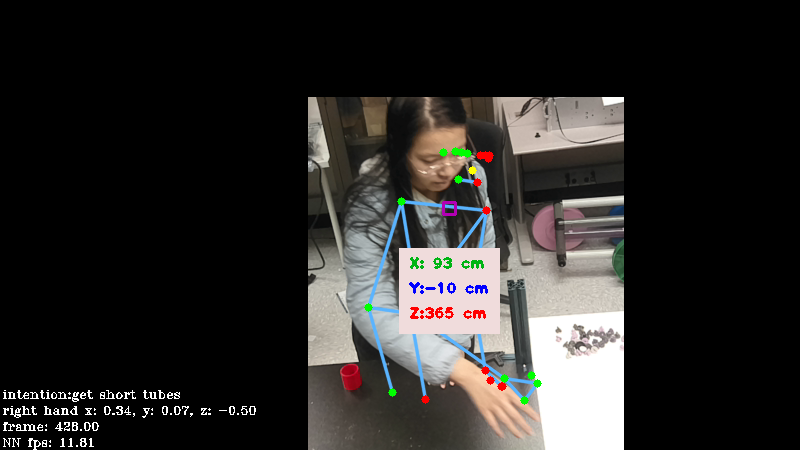 X: 93 cm
Y:-10 cm
Z:365 cm
intention:get short tubes
right hand x: 0.34, y: 0.07, z: -0.50
frame: 428.00
NN fps: 11.81